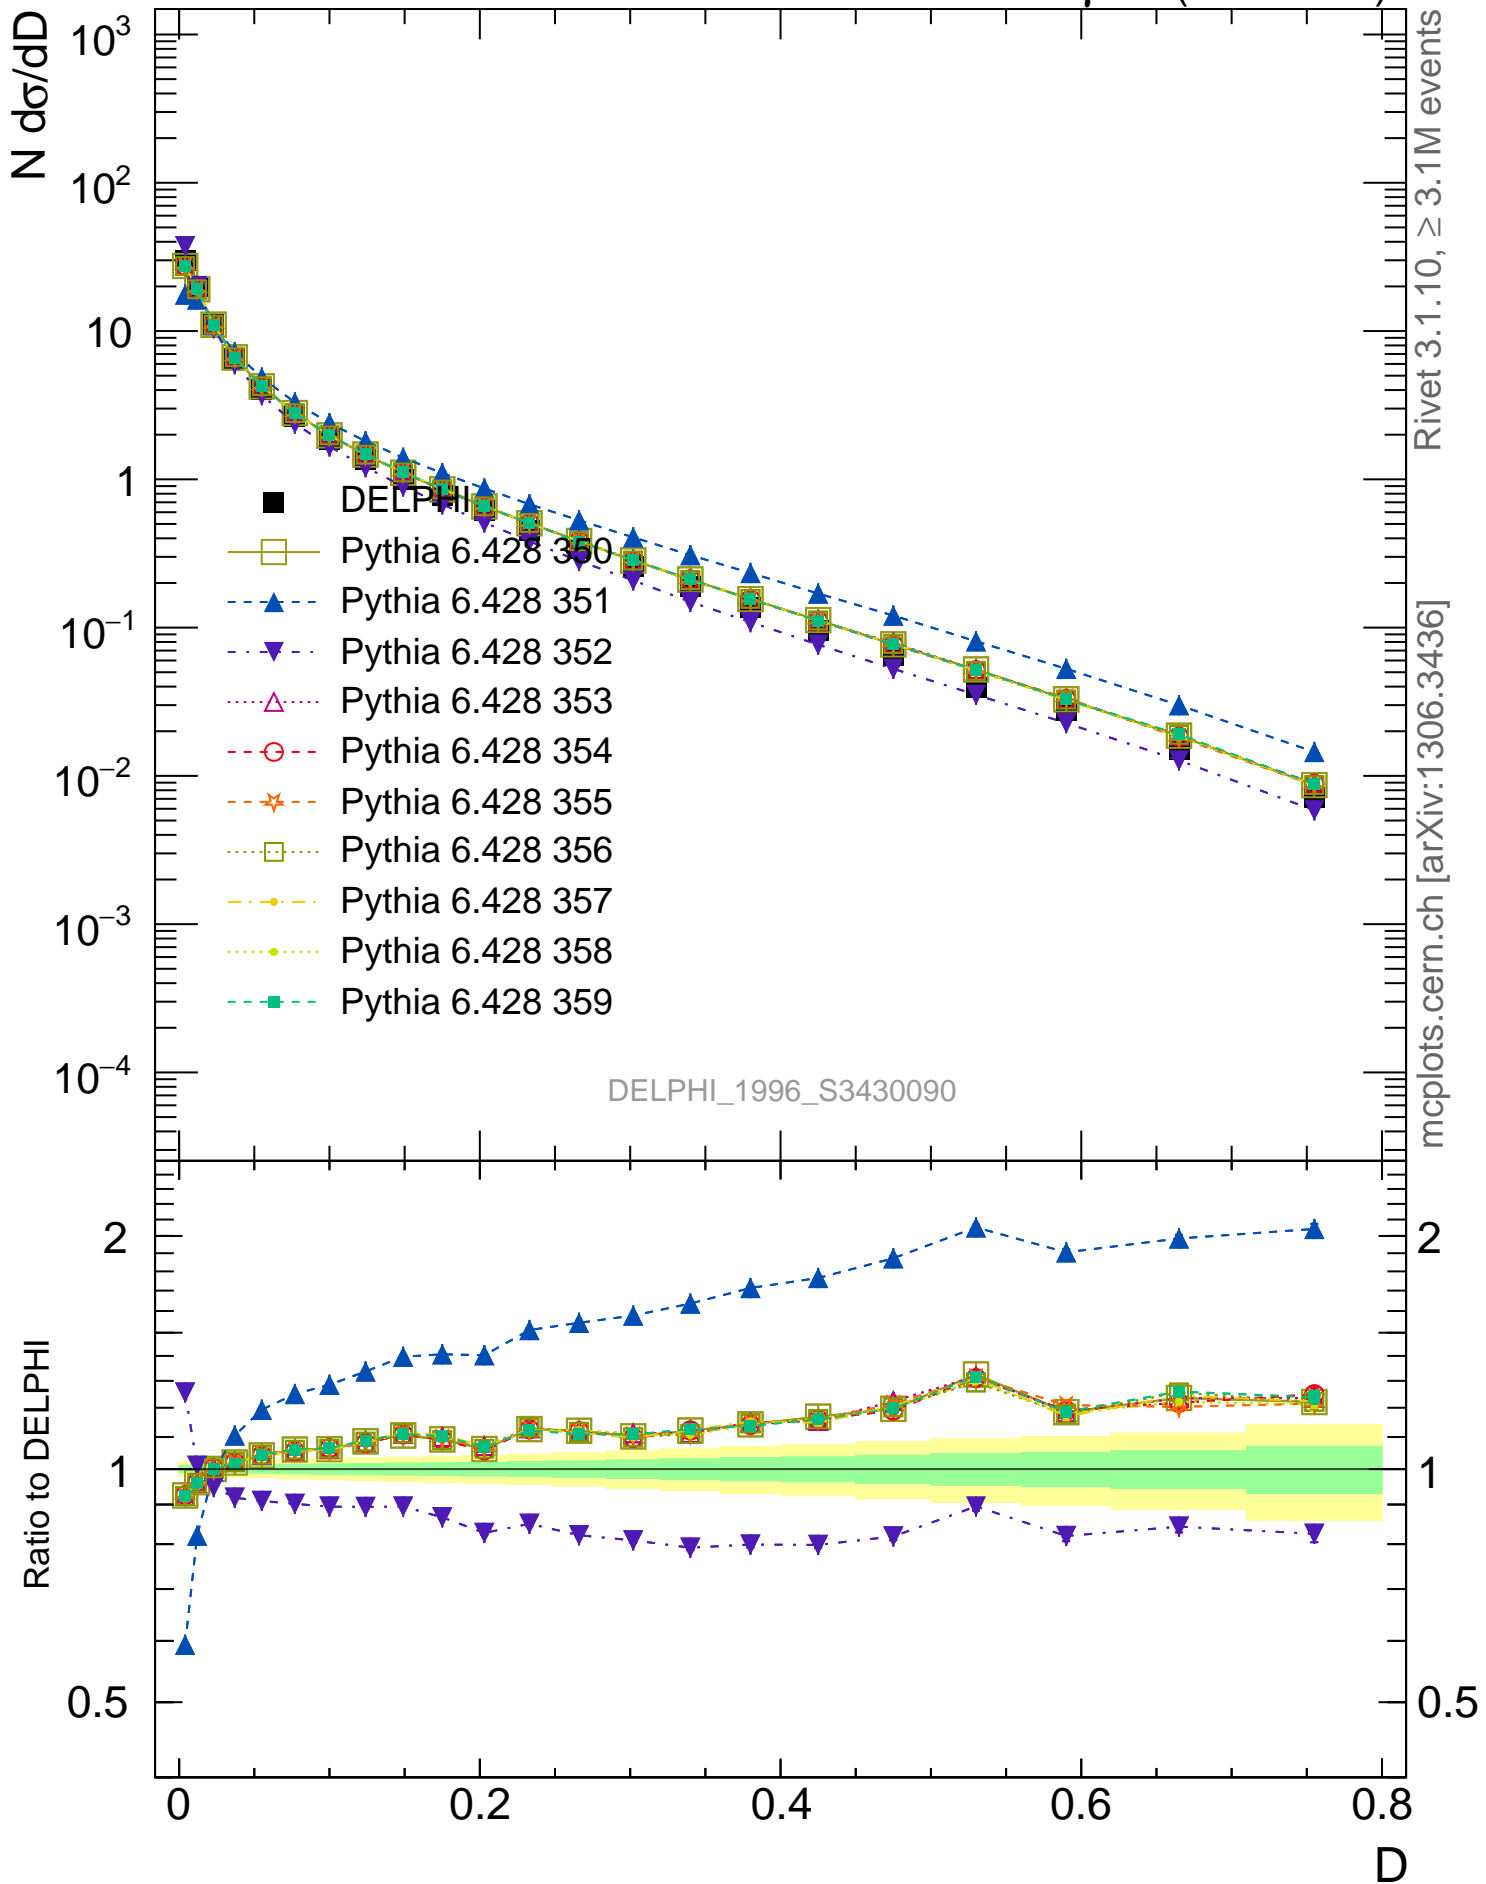 N dσ/dD
10³
10²
10
1
10⁻¹
10⁻²
10⁻³
10⁻⁴
DELPHI
Pythia 6.428 350
Pythia 6.428 351
Pythia 6.428 352
Pythia 6.428 353
Pythia 6.428 354
Pythia 6.428 355
Pythia 6.428 356
Pythia 6.428 357
Pythia 6.428 358
Pythia 6.428 359
DELPHI_1996_S3430090
Rivet 3.1.10, ≥ 3.1M events
mcplots.cern.ch [arXiv:1306.3436]
Ratio to DELPHI
2
1
0.5
2
1
0.5
0
0.2
0.4
0.6
0.8
D